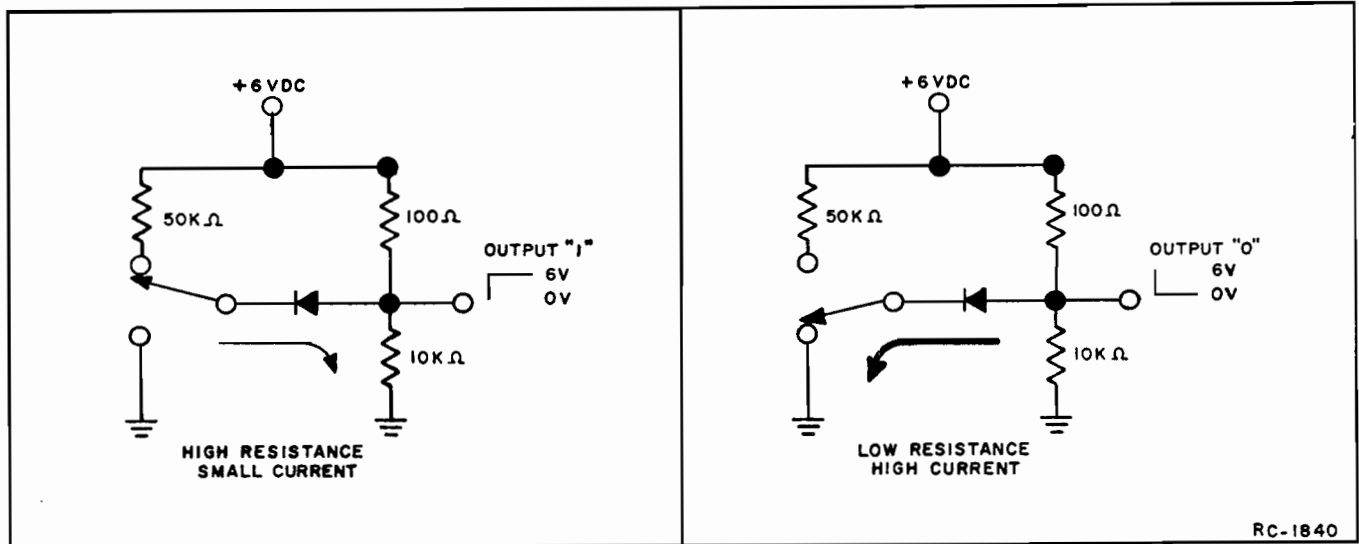 +6VDC
50KΩ
100Ω
OUTPUT "1"
6V
0V
10KΩ
HIGH RESISTANCE
SMALL CURRENT
+6VDC
50KΩ
100Ω
OUTPUT "0"
6V
0V
10KΩ
LOW RESISTANCE
HIGH CURRENT
RC-1840